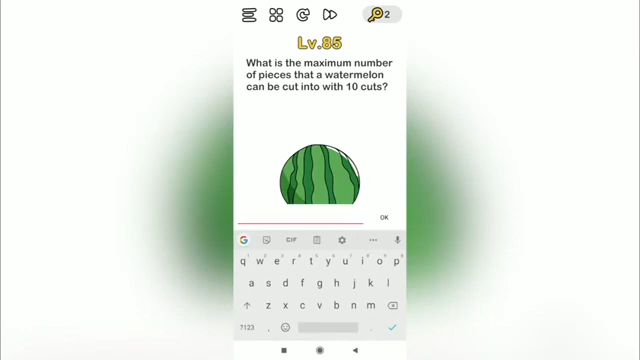 2
Lv.85
What is the maximum number
of pieces that a watermelon
can be cut into with 10 cuts?
OK
G GIF
q w e r t y u i o p
a s d f g h j k l
z x c v b n m
?123 , .